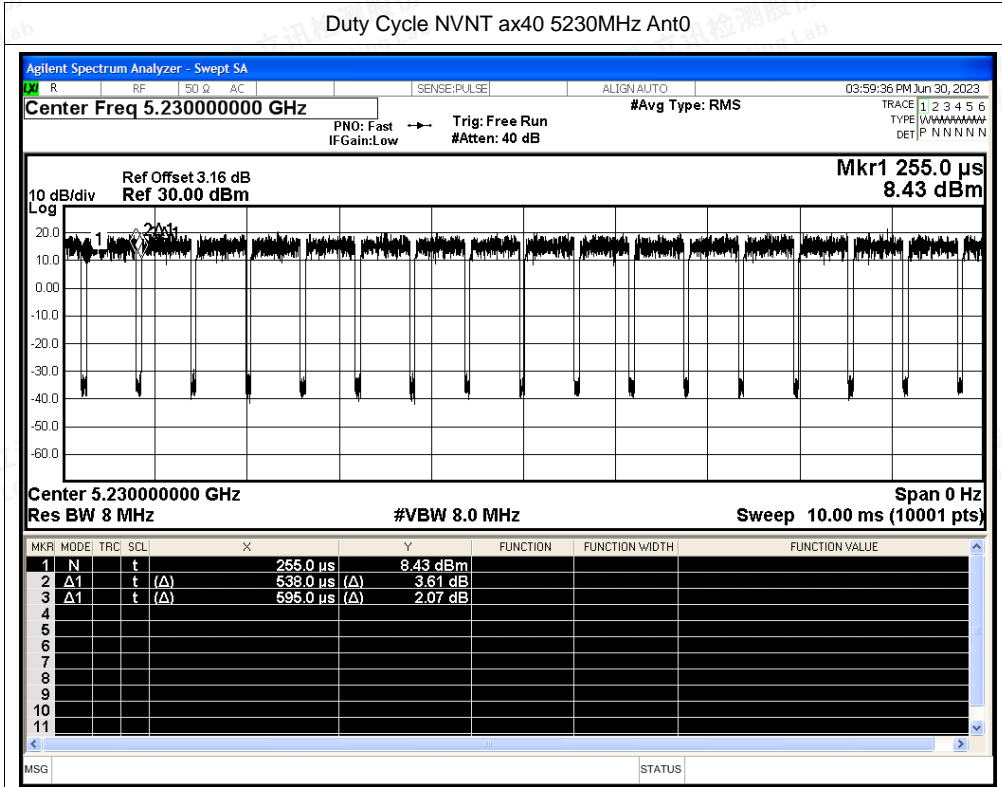 Duty Cycle NVNT ax40 5230MHz Ant0
Agilent Spectrum Analyzer - Swept SA
LXI R RF 50 Ω AC SENSE:PULSE ALIGN AUTO 03:59:36 PM Jun 30, 2023
Center Freq 5.230000000 GHz #Avg Type: RMS TRACE 1 2 3 4 5 6
PNO: Fast Trig: Free Run TYPE WWWWWW
IFGain:Low #Atten: 40 dB DET P N N N N N
Mkr1 255.0 µs
Ref Offset 3.16 dB
10 dB/div Ref 30.00 dBm 8.43 dBm
Log
20.0
10.0
0.00
-10.0
-20.0
-30.0
-40.0
-50.0
-60.0
1 2Δ1
Center 5.230000000 GHz Span 0 Hz
Res BW 8 MHz #VBW 8.0 MHz Sweep 10.00 ms (10001 pts)
MKR MODE TRC SCL X Y FUNCTION FUNCTION WIDTH FUNCTION VALUE
1 N t 255.0 µs 8.43 dBm
2 Δ1 t (Δ) 538.0 µs (Δ) 3.61 dB
3 Δ1 t (Δ) 595.0 µs (Δ) 2.07 dB
4
5
6
7
8
9
10
11
MSG STATUS